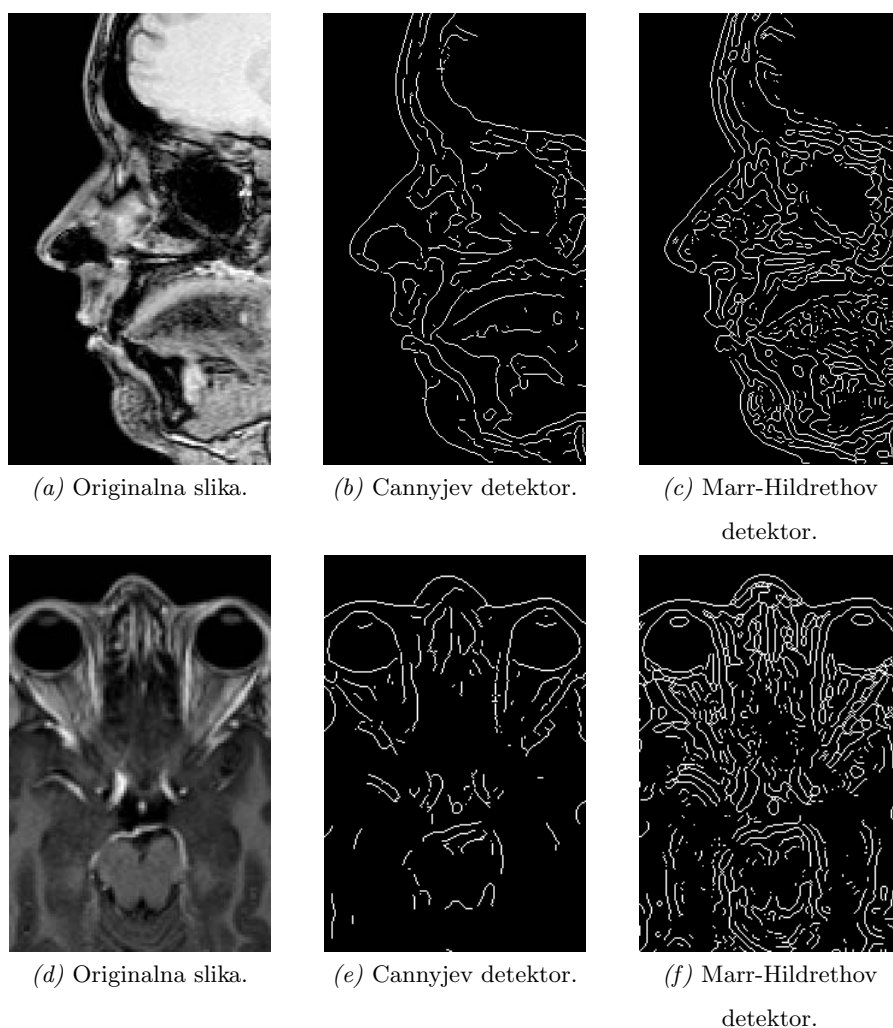 (a) Originalna slika.
(b) Cannyjev detektor.
(c) Marr-Hildrethov
detektor.
(d) Originalna slika.
(e) Cannyjev detektor.
(f) Marr-Hildrethov
detektor.